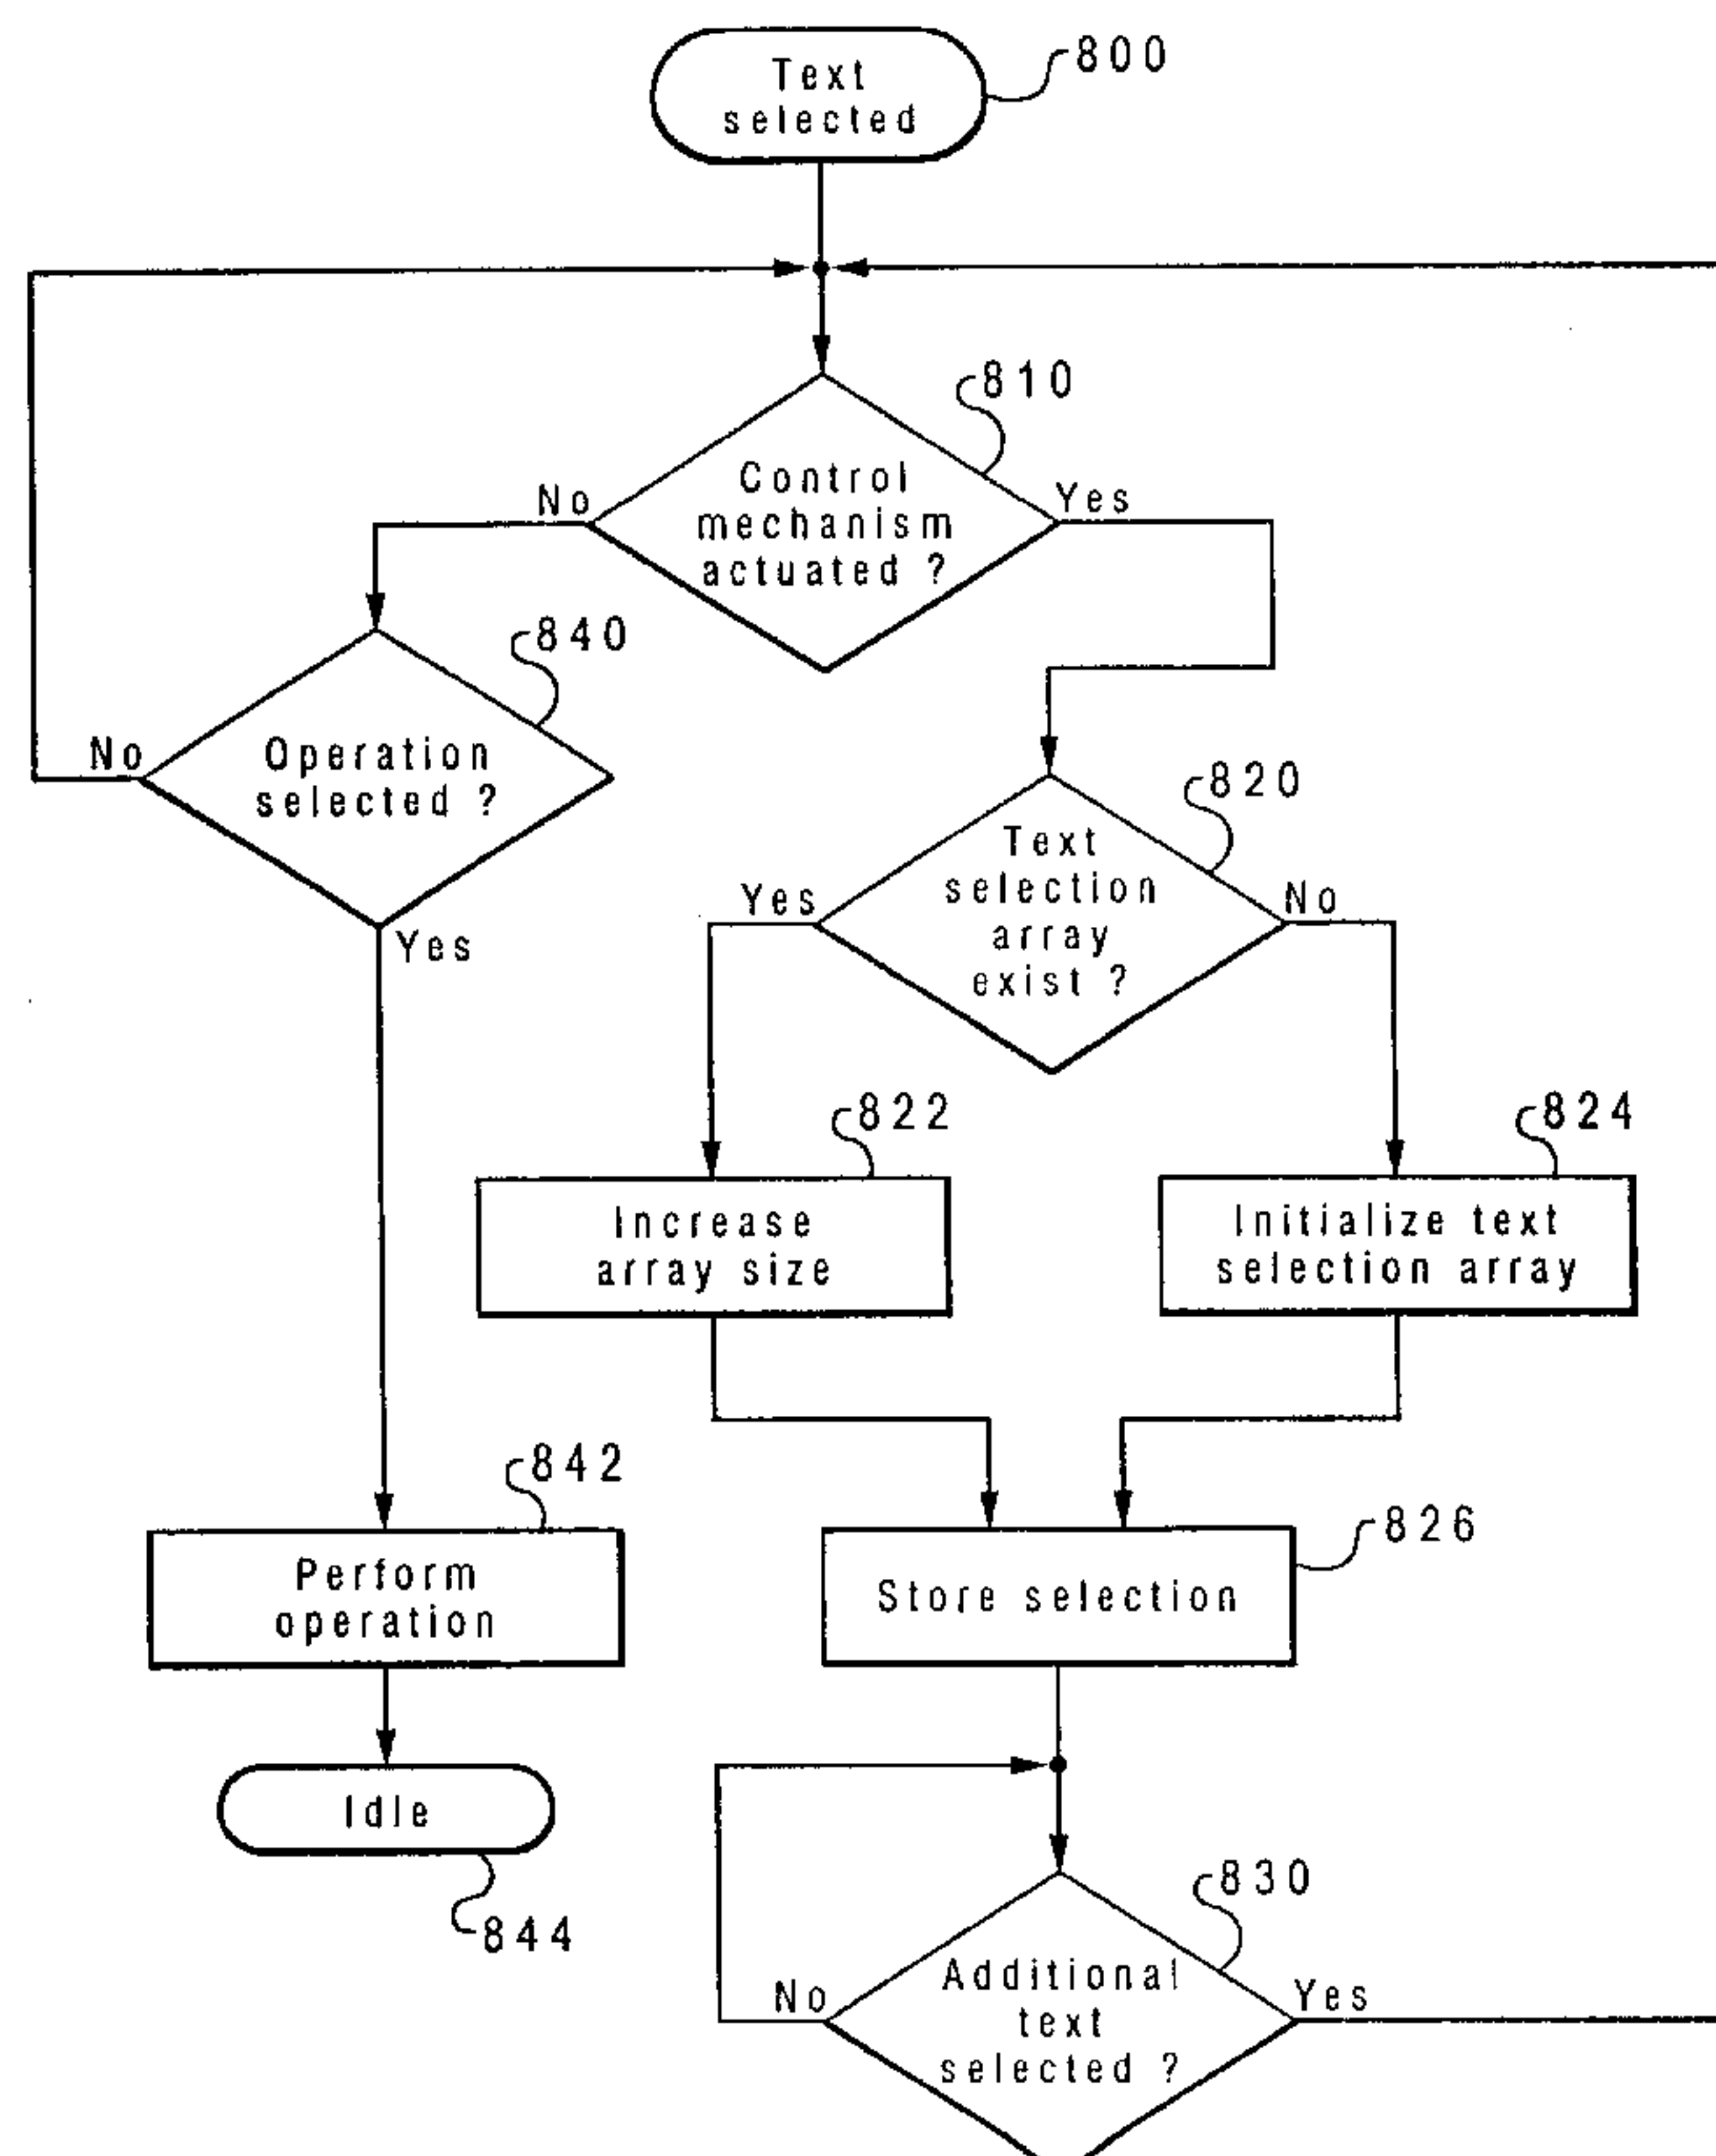 Text
selected
800
810
Control
mechanism
actuated ?
No
Yes
840
Operation
selected ?
No
Yes
820
Text
selection
array
exist ?
Yes
No
822
Increase
array size
824
Initialize text
selection array
842
Perform
operation
826
Store selection
Idle
844
830
Additional
text
selected ?
No
Yes